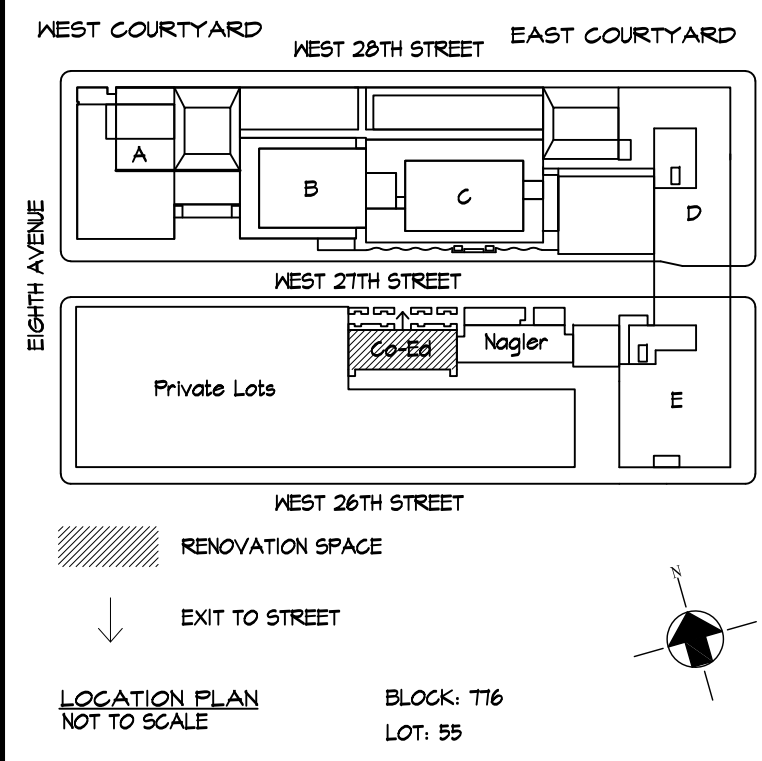 WEST COURTYARD
WEST 28TH STREET
EAST COURTYARD
A
B
C
D
EIGHTH AVENUE
WEST 27TH STREET
Co-Ed
Nagler
Private Lots
E
WEST 26TH STREET
RENOVATION SPACE
N
EXIT TO STREET
LOCATION PLAN
NOT TO SCALE
BLOCK: 776
LOT: 55